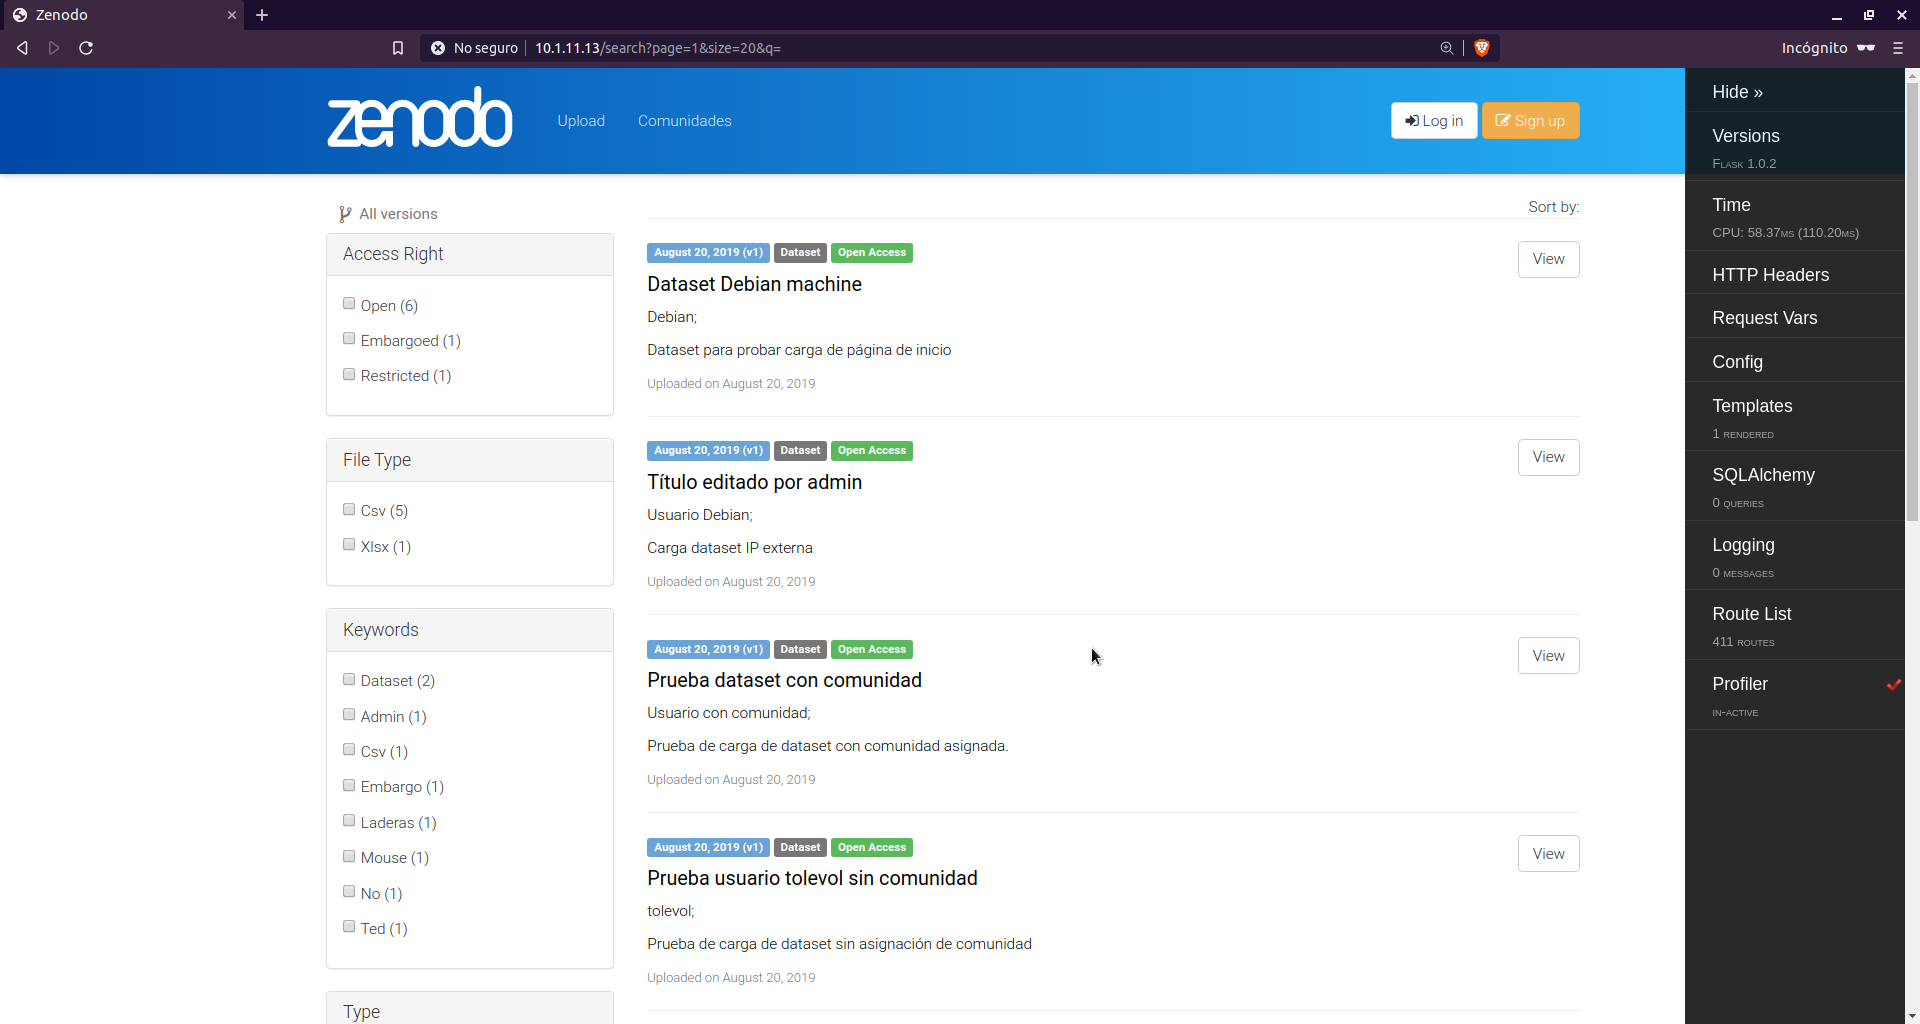 Zenodo
No seguro
10.1.11.13/search?page=1&size=20&q=
Incógnito
zenodo
Upload
Comunidades
Log in
Sign up
All versions
Access Right
Open (6)
Embargoed (1)
Restricted (1)
File Type
Csv (5)
Xlsx (1)
Keywords
Dataset (2)
Admin (1)
Csv (1)
Embargo (1)
Laderas (1)
Mouse (1)
No (1)
Ted (1)
Type
Sort by:
August 20, 2019 (v1) Dataset Open Access
View
Dataset Debian machine
Debian;
Dataset para probar carga de página de inicio
Uploaded on August 20, 2019
August 20, 2019 (v1) Dataset Open Access
View
Título editado por admin
Usuario Debian;
Carga dataset IP externa
Uploaded on August 20, 2019
August 20, 2019 (v1) Dataset Open Access
View
Prueba dataset con comunidad
Usuario con comunidad;
Prueba de carga de dataset con comunidad asignada.
Uploaded on August 20, 2019
August 20, 2019 (v1) Dataset Open Access
View
Prueba usuario tolevol sin comunidad
tolevol;
Prueba de carga de dataset sin asignación de comunidad
Uploaded on August 20, 2019
Hide »
Versions
Flask 1.0.2
Time
CPU: 58.37ms (110.20ms)
HTTP Headers
Request Vars
Config
Templates
1 rendered
SQLAlchemy
0 queries
Logging
0 messages
Route List
411 routes
Profiler
in-active